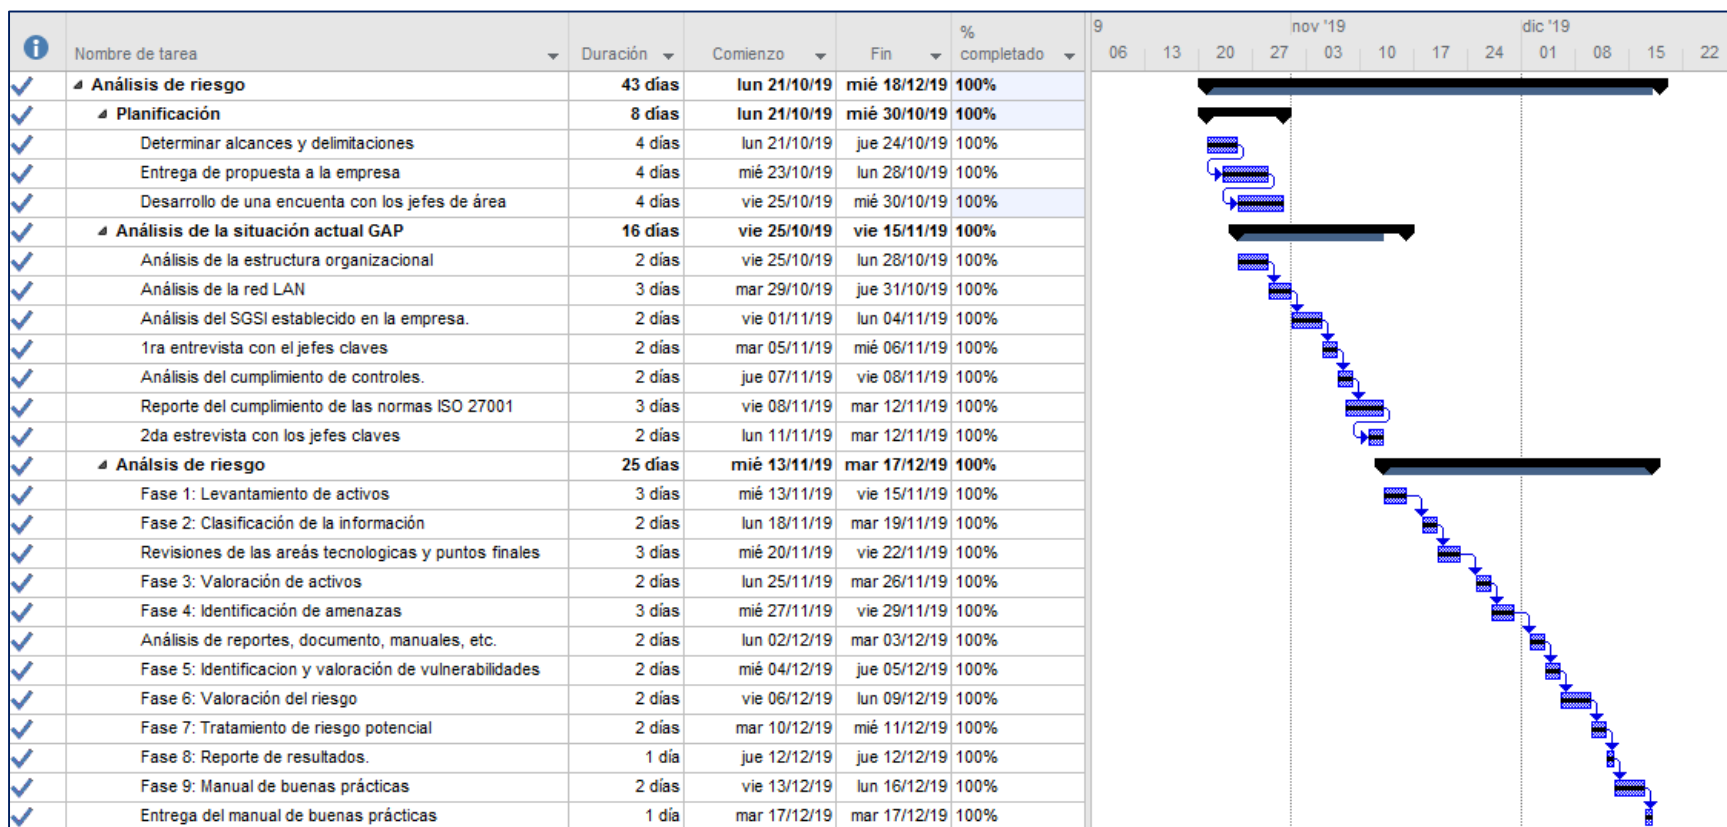 9 nov '19 dic '19
Nombre de tarea Duración Comienzo Fin % completado 06 13 20 27 03 10 17 24 01 08 15 22
Análisis de riesgo 43 días lun 21/10/19 mié 18/12/19 100%
Planificación 8 días lun 21/10/19 mié 30/10/19 100%
Determinar alcances y delimitaciones 4 días lun 21/10/19 jue 24/10/19 100%
Entrega de propuesta a la empresa 4 días mié 23/10/19 lun 28/10/19 100%
Desarrollo de una encuenta con los jefes de área 4 días vie 25/10/19 mié 30/10/19 100%
Análisis de la situación actual GAP 16 días vie 25/10/19 vie 15/11/19 100%
Análisis de la estructura organizacional 2 días vie 25/10/19 lun 28/10/19 100%
Análisis de la red LAN 3 días mar 29/10/19 jue 31/10/19 100%
Análisis del SGSI establecido en la empresa. 2 días vie 01/11/19 lun 04/11/19 100%
1ra entrevista con el jefes claves 2 días mar 05/11/19 mié 06/11/19 100%
Análisis del cumplimiento de controles. 2 días jue 07/11/19 vie 08/11/19 100%
Reporte del cumplimiento de las normas ISO 27001 3 días vie 08/11/19 mar 12/11/19 100%
2da estrevista con los jefes claves 2 días lun 11/11/19 mar 12/11/19 100%
Análsis de riesgo 25 días mié 13/11/19 mar 17/12/19 100%
Fase 1: Levantamiento de activos 3 días mié 13/11/19 vie 15/11/19 100%
Fase 2: Clasificación de la información 2 días lun 18/11/19 mar 19/11/19 100%
Revisiones de las areás tecnologicas y puntos finales 3 días mié 20/11/19 vie 22/11/19 100%
Fase 3: Valoración de activos 2 días lun 25/11/19 mar 26/11/19 100%
Fase 4: Identificación de amenazas 3 días mié 27/11/19 vie 29/11/19 100%
Análisis de reportes, documento, manuales, etc. 2 días lun 02/12/19 mar 03/12/19 100%
Fase 5: Identificacion y valoración de vulnerabilidades 2 días mié 04/12/19 jue 05/12/19 100%
Fase 6: Valoración del riesgo 2 días vie 06/12/19 lun 09/12/19 100%
Fase 7: Tratamiento de riesgo potencial 2 días mar 10/12/19 mié 11/12/19 100%
Fase 8: Reporte de resultados. 1 día jue 12/12/19 jue 12/12/19 100%
Fase 9: Manual de buenas prácticas 2 días vie 13/12/19 lun 16/12/19 100%
Entrega del manual de buenas prácticas 1 día mar 17/12/19 mar 17/12/19 100%